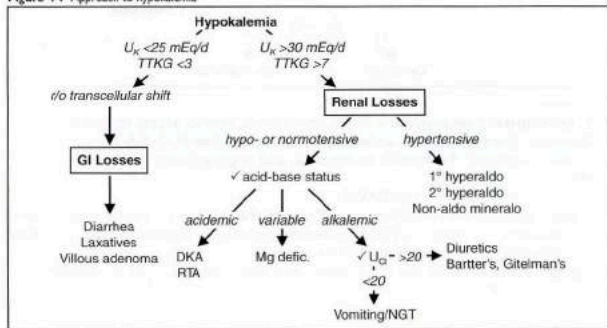 Figure 4-7 Approach to hypokalemia
Hypokalemia
U_K <25 mEq/d
TTKG <3
U_K >30 mEq/d
TTKG >7
r/o transcellular shift
Renal Losses
GI Losses
hypo- or normotensive
hypertensive
✓ acid-base status
1° hyperaldo
2° hyperaldo
Non-aldo mineralo
Diarrhea
Laxatives
Villous adenoma
acidemic
variable
alkalemic
DKA
RTA
Mg defic.
✓ U_Cl
>20
Diuretics
Bartter's, Gitelman's
<20
Vomiting/NGT